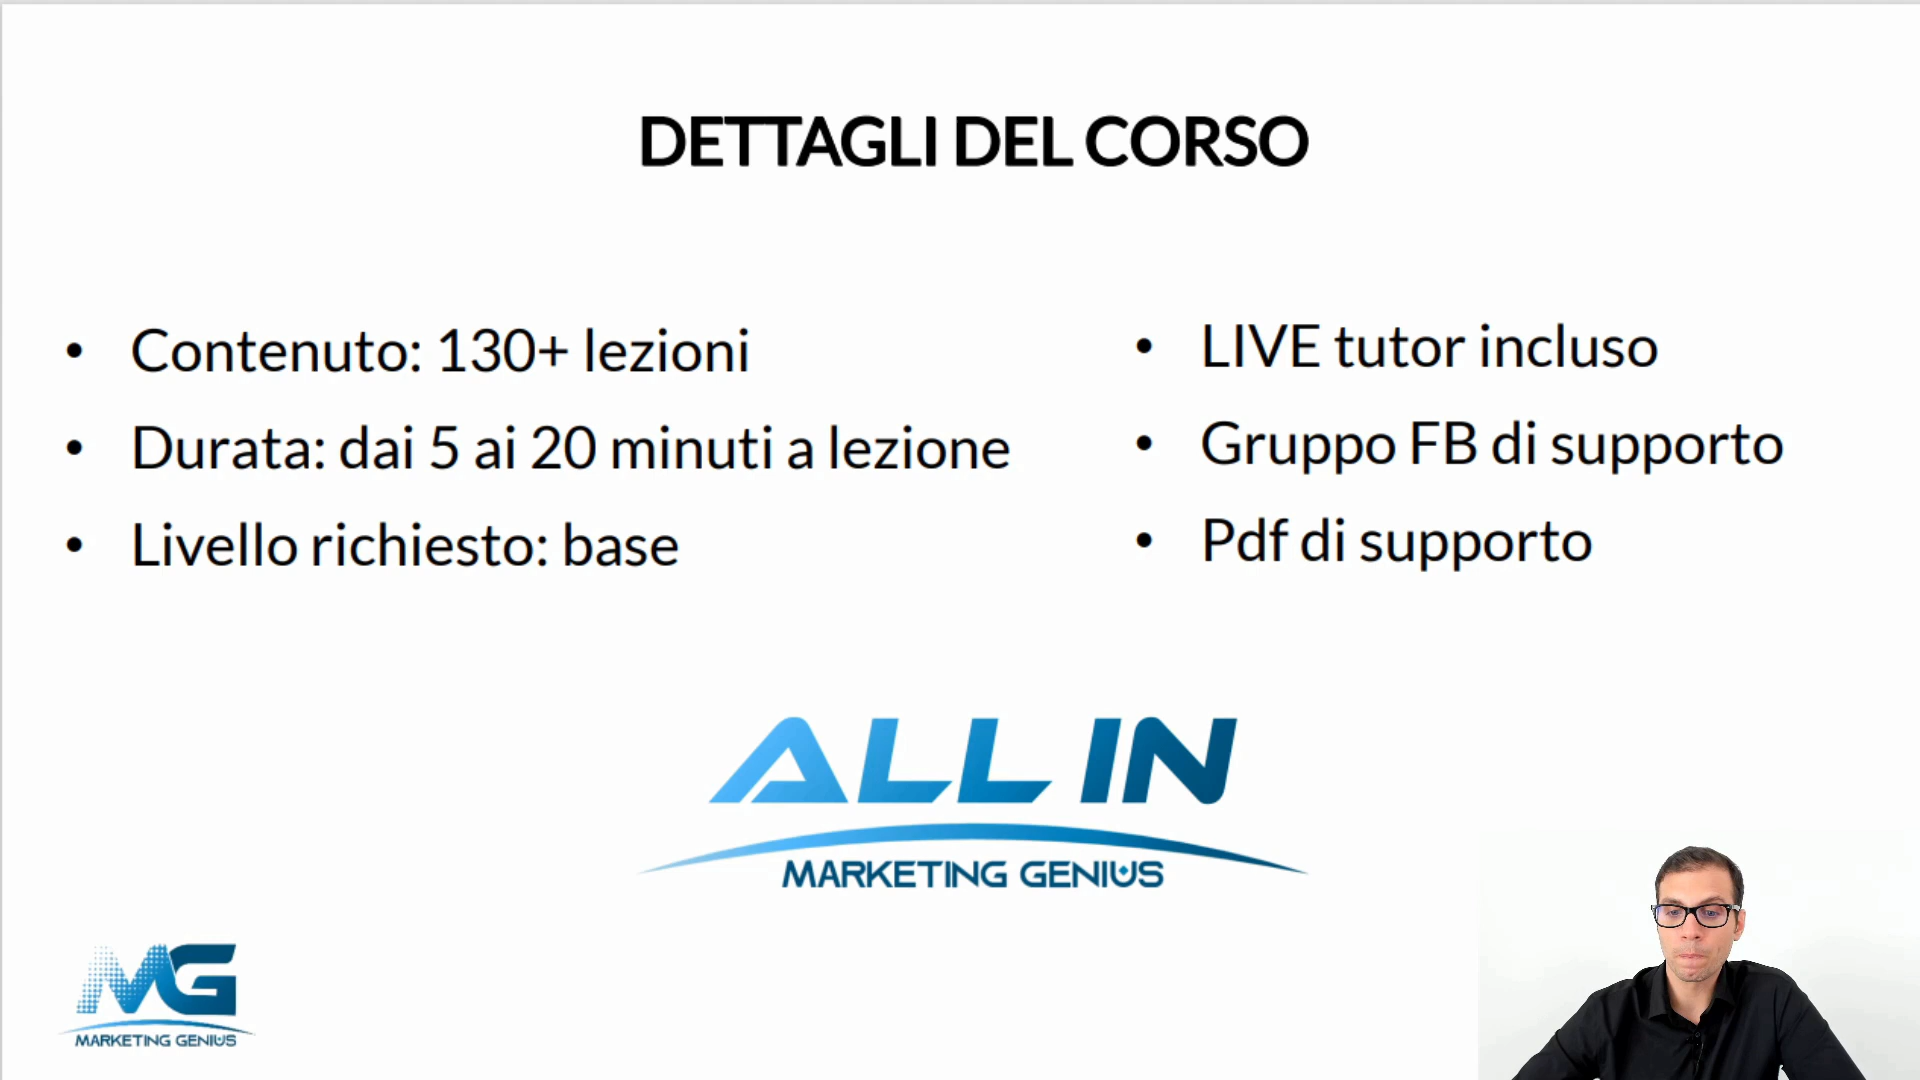 DETTAGLI DEL CORSO
• Contenuto: 130+ lezioni
• Durata: dai 5 ai 20 minuti a lezione
• Livello richiesto: base
• LIVE tutor incluso
• Gruppo FB di supporto
• Pdf di supporto
ALL IN
MARKETING GENIUS
MG
MARKETING GENIUS